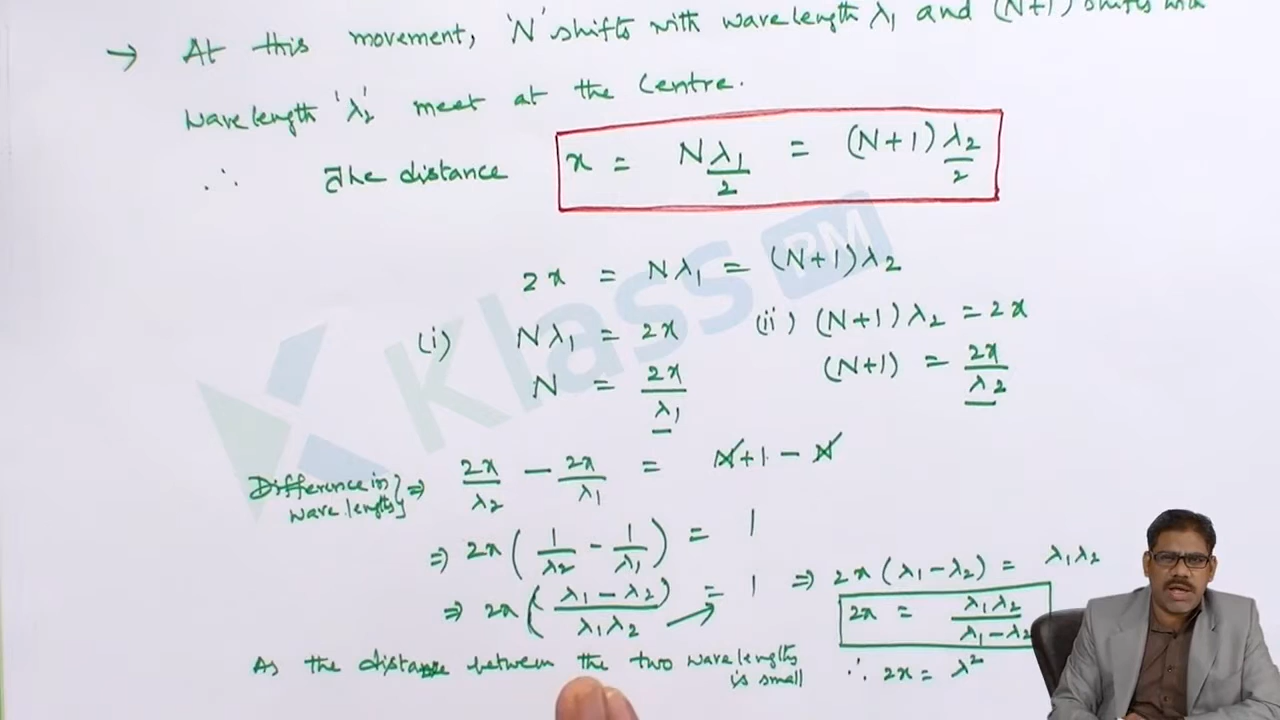 → At this movement, 'N' shifts with wavelength λ₁ and (N+1) shifts with
wavelength 'λ₂' meet at the centre.
∴ The distance x = Nλ₁/2 = (N+1) λ₂/2
2x = Nλ₁ = (N+1)λ₂
(i) Nλ₁ = 2x (ii) (N+1)λ₂ = 2x
N = 2x/λ₁ (N+1) = 2x/λ₂
Difference in wavelengths} ⇒ 2x/λ₂ - 2x/λ₁ = N+1 - N
⇒ 2x(1/λ₂ - 1/λ₁) = 1
⇒ 2x(λ₁-λ₂/λ₁λ₂) = 1 ⇒ 2x(λ₁-λ₂) = λ₁λ₂
2x = λ₁λ₂/λ₁-λ₂
As the distance between the two wavelengths is small ∴ 2x = λ²
Klass PM